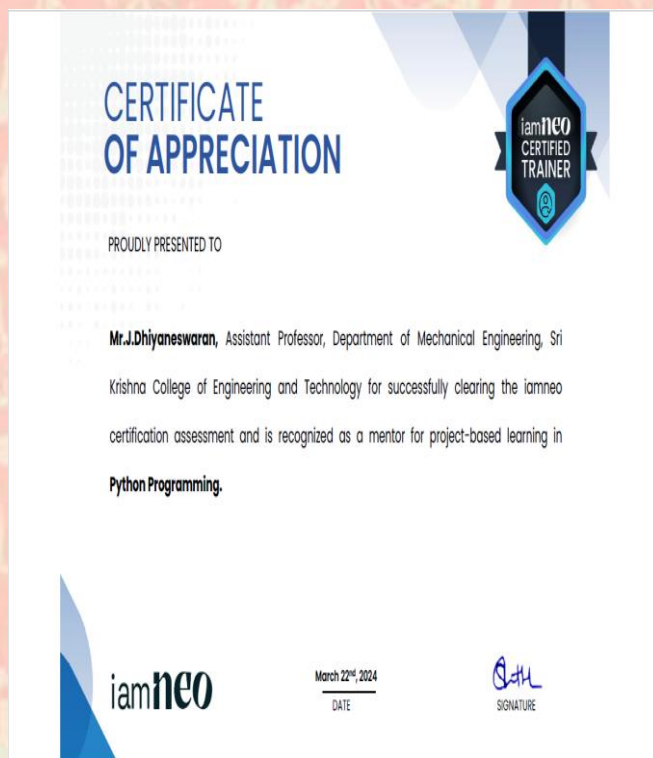 CERTIFICATE
OF APPRECIATION
iamneo
CERTIFIED
TRAINER
PROUDLY PRESENTED TO
Mr.J.Dhiyaneswaran, Assistant Professor, Department of Mechanical Engineering, Sri
Krishna College of Engineering and Technology for successfully clearing the iamneo
certification assessment and is recognized as a mentor for project-based learning in
Python Programming.
iamneo
March 22nd, 2024
DATE
SIGNATURE